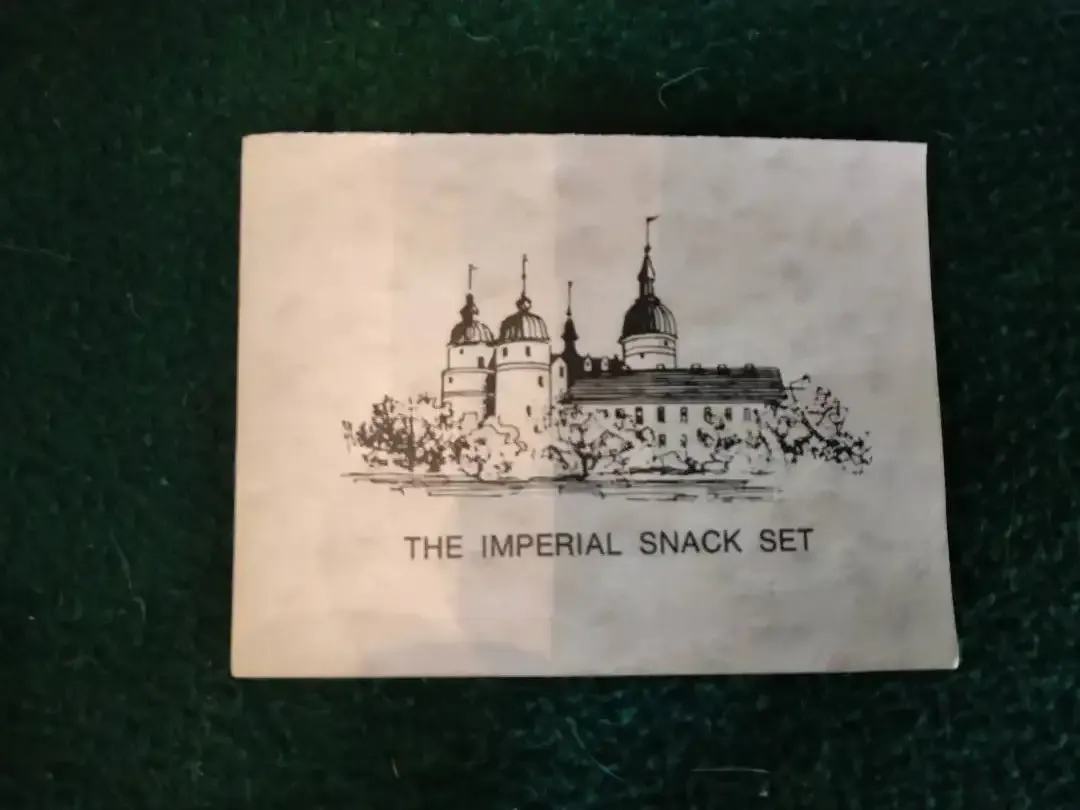 THE IMPERIAL SNACK SET